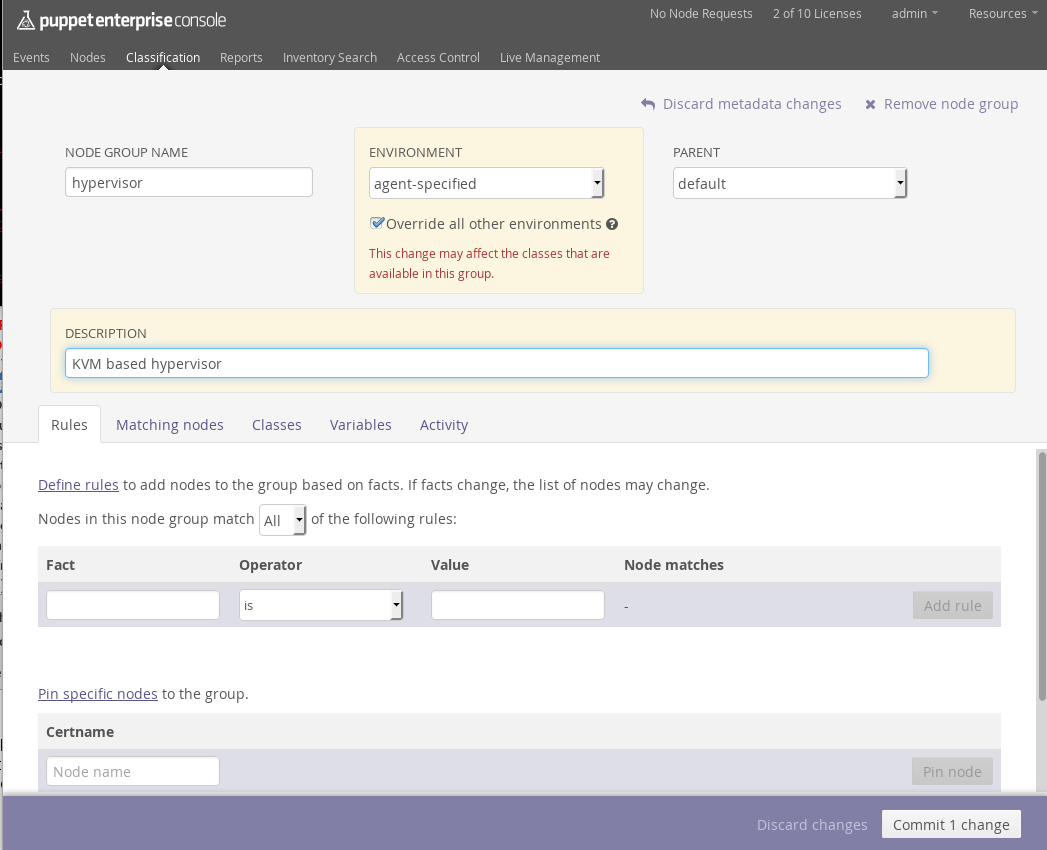 puppet enterprise console
No Node Requests 2 of 10 Licenses admin Resources
Events Nodes Classification Reports Inventory Search Access Control Live Management
Discard metadata changes Remove node group
NODE GROUP NAME ENVIRONMENT PARENT
hypervisor agent-specified default
Override all other environments
This change may affect the classes that are
available in this group.
DESCRIPTION
KVM based hypervisor
Rules Matching nodes Classes Variables Activity
Define rules to add nodes to the group based on facts. If facts change, the list of nodes may change.
Nodes in this node group match All of the following rules:
Fact Operator Value Node matches
is - Add rule
Pin specific nodes to the group.
Certname
Node name Pin node
Discard changes Commit 1 change